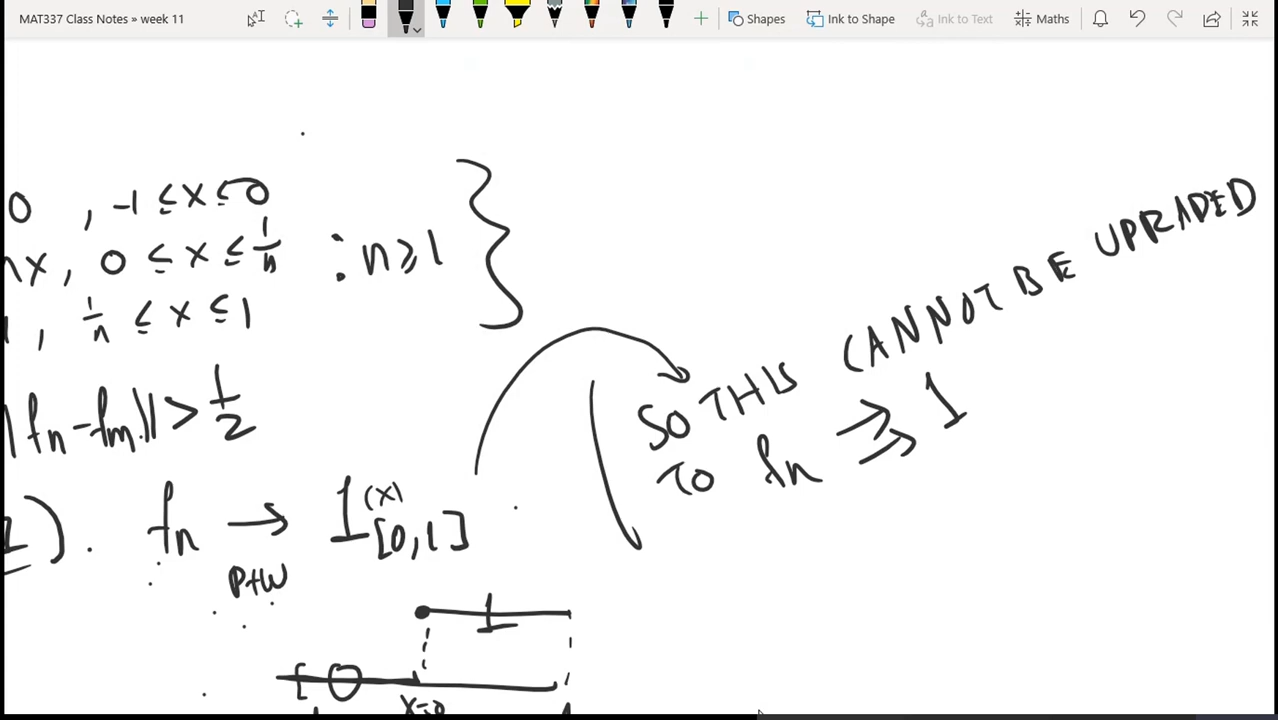 MAT337 Class Notes » week 11
Shapes
Ink to Shape
Ink to Text
Maths
0 , -1 ≤ x ≤ 0
nx , 0 ≤ x ≤ 1/n : n ≥ 1 }
, 1/n ≤ x ≤ 1
‖fn - fm‖ > 1/2
SO THIS CANNOT BE UPRADED
TO fn ⇉ 1
). fn → 1[0,1](x)
PTW
1
0
x=0